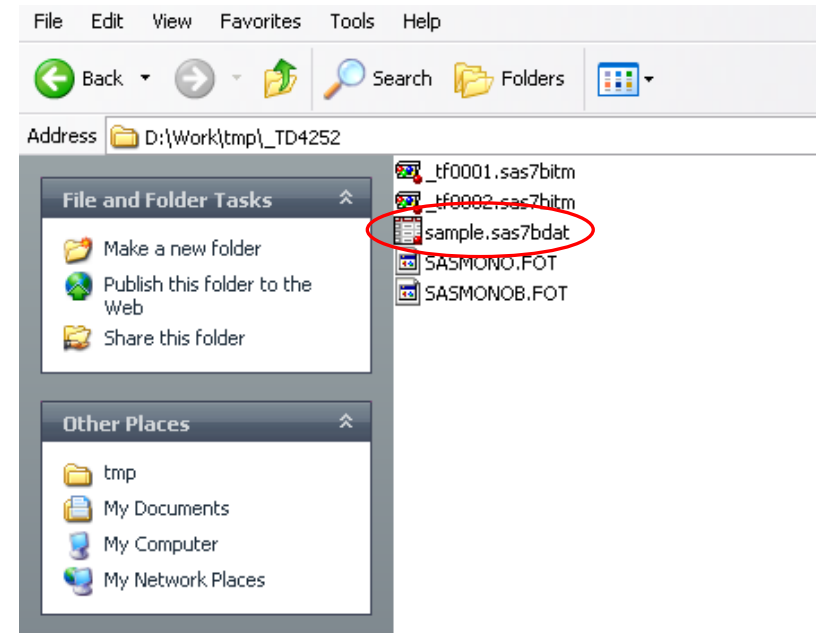 File Edit View Favorites Tools Help
Back Search Folders
Address D:\Work\tmp\_TD4252
File and Folder Tasks
Make a new folder
Publish this folder to the
Web
Share this folder
Other Places
tmp
My Documents
My Computer
My Network Places
_tf0001.sas7bitm
_tf0002.sas7bitm
sample.sas7bdat
SASMONO.FOT
SASMONOB.FOT